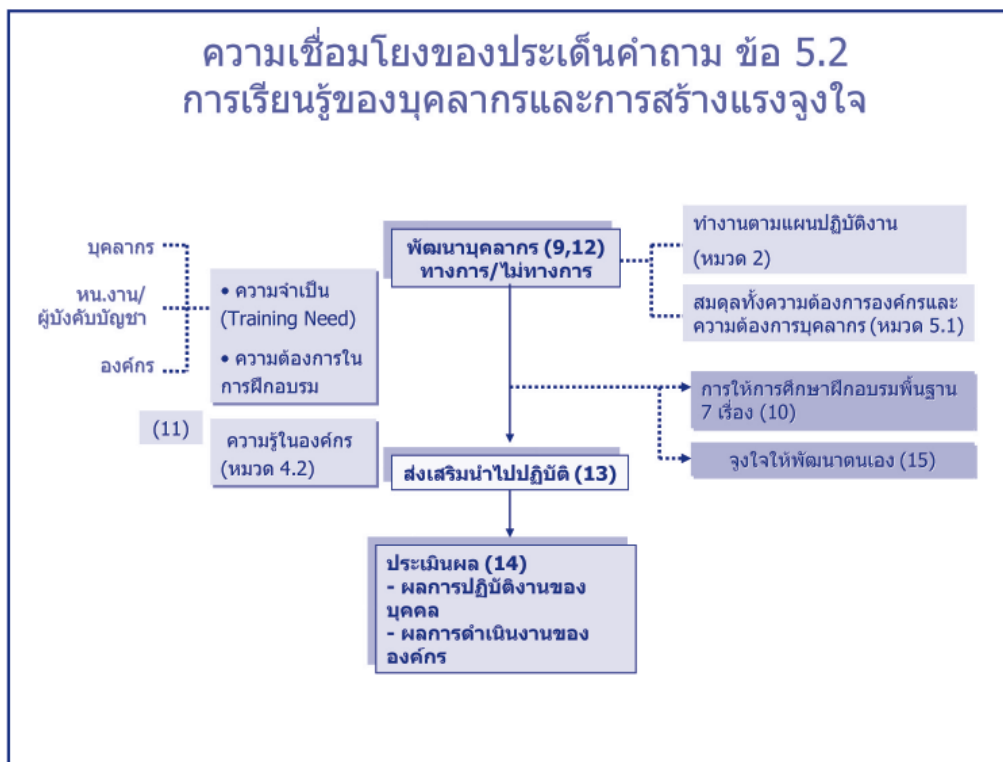 ความเชื่อมโยงของประเด็นคำถาม ข้อ 5.2
การเรียนรู้ของบุคลากรและการสร้างแรงจูงใจ
บุคลากร
หน.งาน/
ผู้บังคับบัญชา
องค์กร
• ความจำเป็น
(Training Need)
• ความต้องการใน
การฝึกอบรม
(11)
ความรู้ในองค์กร
(หมวด 4.2)
พัฒนาบุคลากร (9,12)
ทางการ/ไม่ทางการ
ทำงานตามแผนปฏิบัติงาน
(หมวด 2)
สมดุลทั้งความต้องการองค์กรและ
ความต้องการบุคลากร (หมวด 5.1)
การให้การศึกษาฝึกอบรมพื้นฐาน
7 เรื่อง (10)
จูงใจให้พัฒนาตนเอง (15)
ส่งเสริมนำไปปฏิบัติ (13)
ประเมินผล (14)
- ผลการปฏิบัติงานของ
บุคคล
- ผลการดำเนินงานของ
องค์กร